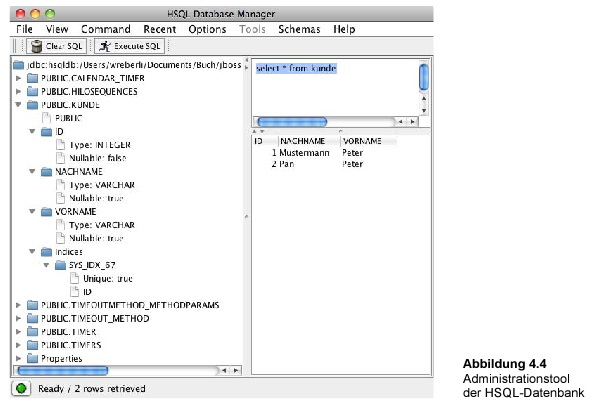 HSQL Database Manager
File View Command Recent Options Tools Schemas Help
Clear SQL Execute SQL
jdbc:hsqldb:/Users/wreberli/Documents/Buch/jboss
PUBLIC.CALENDAR_TIMER
PUBLIC.HILOSEQUENCES
PUBLIC.KUNDE
PUBLIC
ID
Type: INTEGER
Nullable: false
NACHNAME
Type: VARCHAR
Nullable: true
VORNAME
Type: VARCHAR
Nullable: true
Indices
SYS_IDX_67
Unique: true
ID
PUBLIC.TIMEOUTMETHOD_METHODPARAMS
PUBLIC.TIMEOUT_METHOD
PUBLIC.TIMER
PUBLIC.TIMERS
Properties
select * from kunde
ID NACHNAME VORNAME
1 Mustermann Peter
2 Pan Peter
Ready / 2 rows retrieved
Abbildung 4.4
Administrationstool
der HSQL-Datenbank